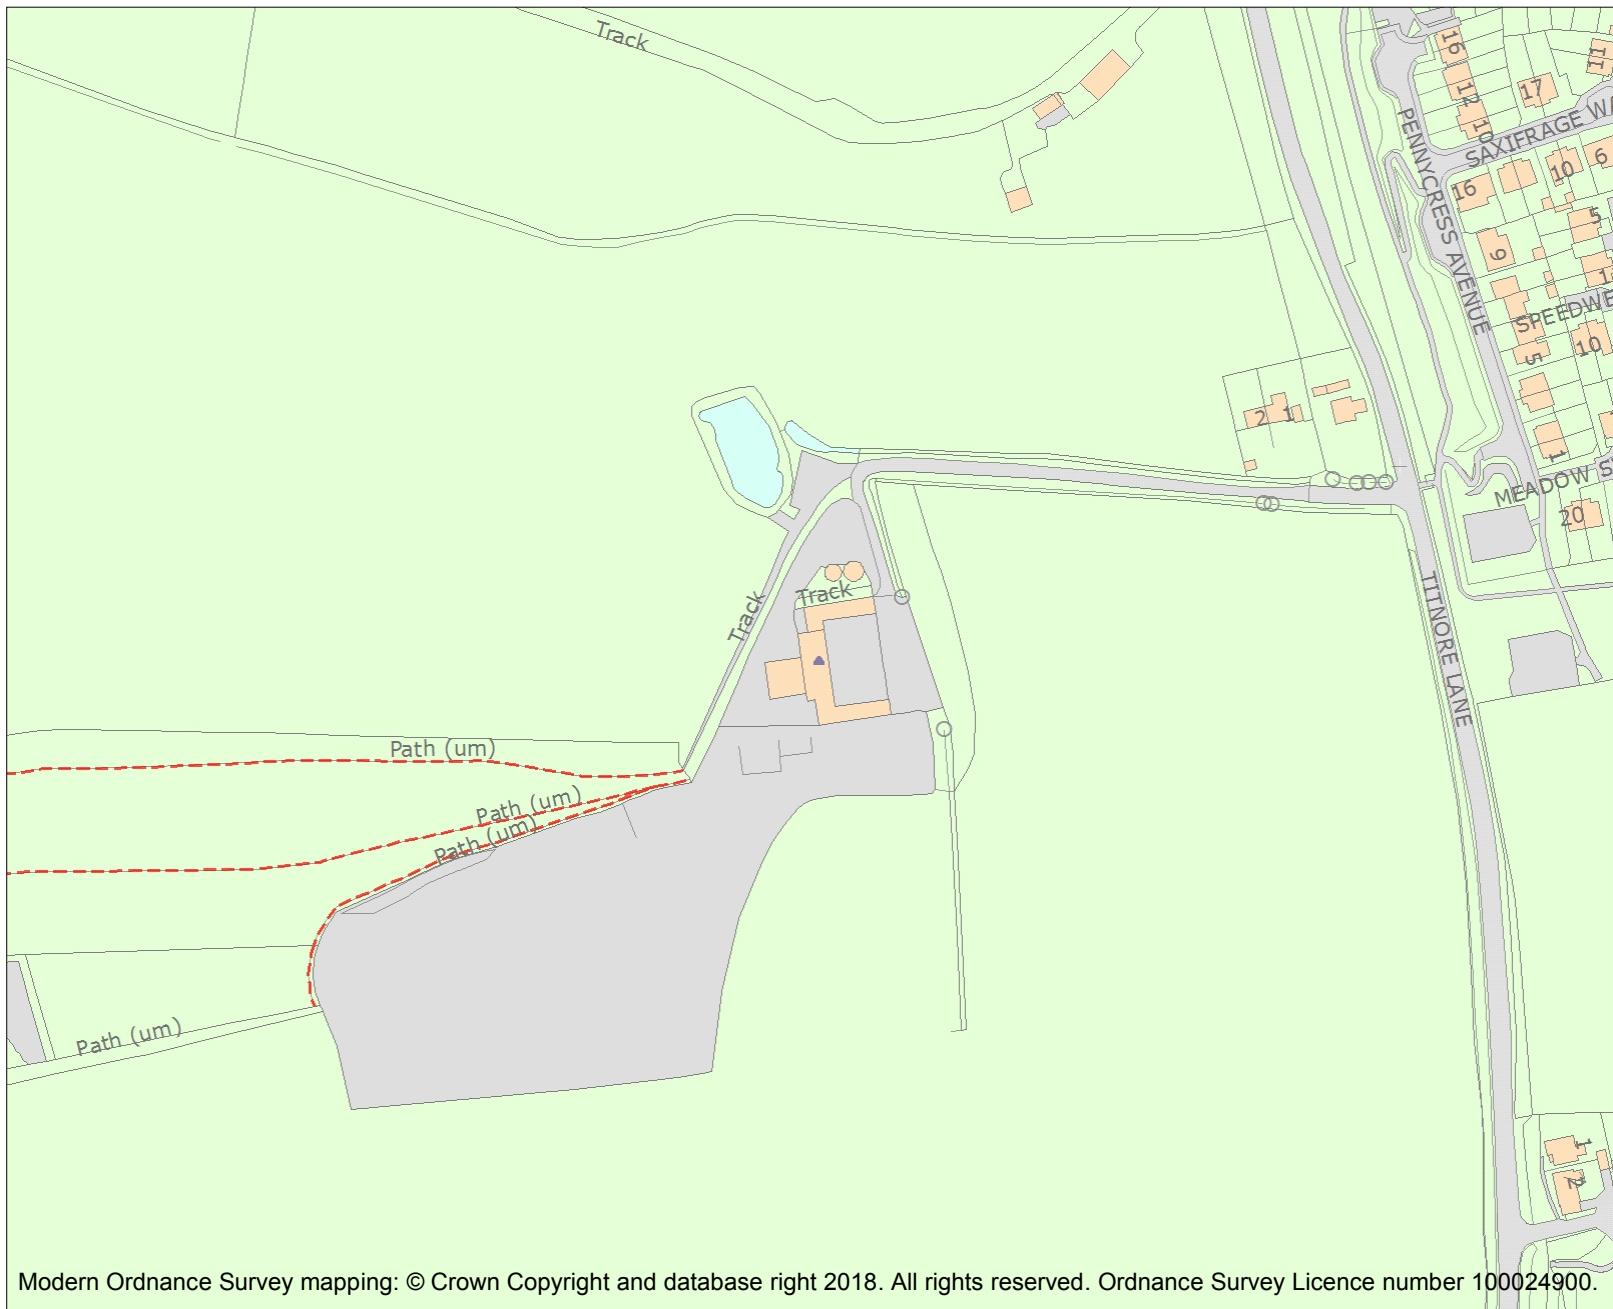 Track
16
12
10
17
11
PENNYCRESS AVENUE
SAXIFRAGE WA
16
10
6
5
9
1
SPEEDWE
5
10
2 1
1
MEADOW S
20
Track
Track
TITNORE LANE
Path (um)
Path (um)
Path (um)
Path (um)
1
2
Modern Ordnance Survey mapping: © Crown Copyright and database right 2018. All rights reserved. Ordnance Survey Licence number 100024900.